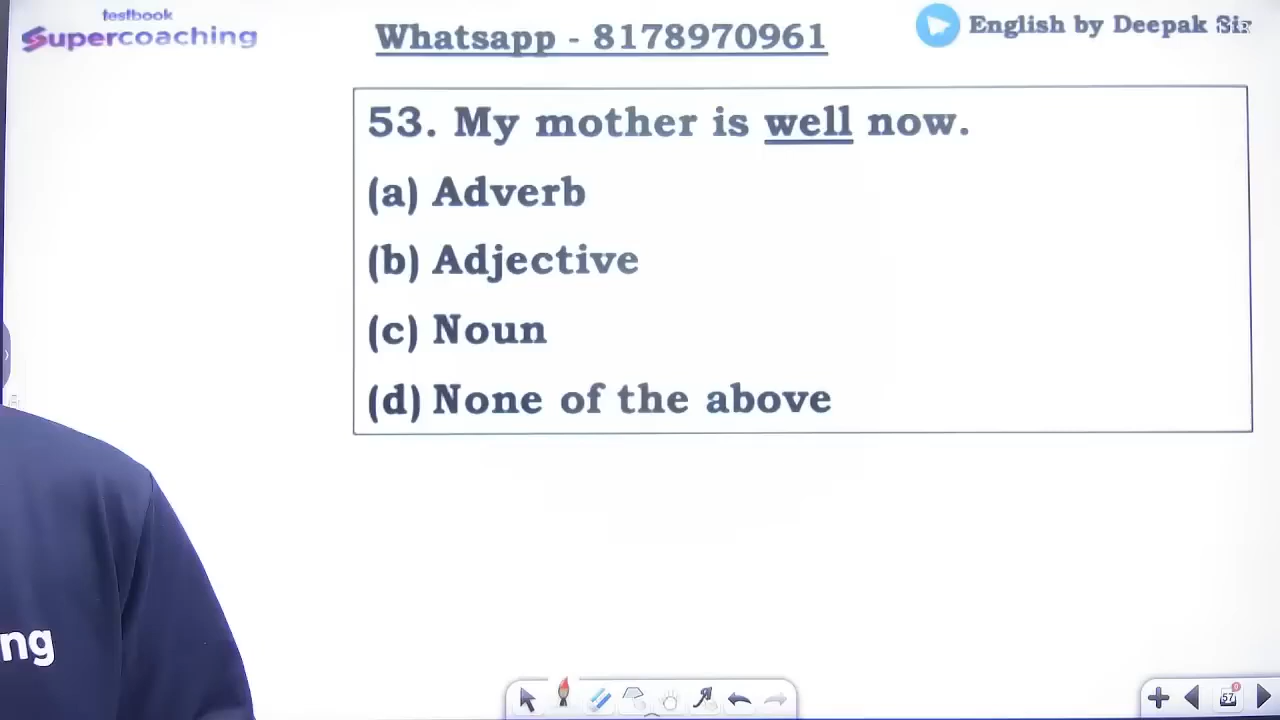 testbook
Supercoaching
Whatsapp - 8178970961
English by Deepak Sir
53. My mother is well now.
(a) Adverb
(b) Adjective
(c) Noun
(d) None of the above
ng
57